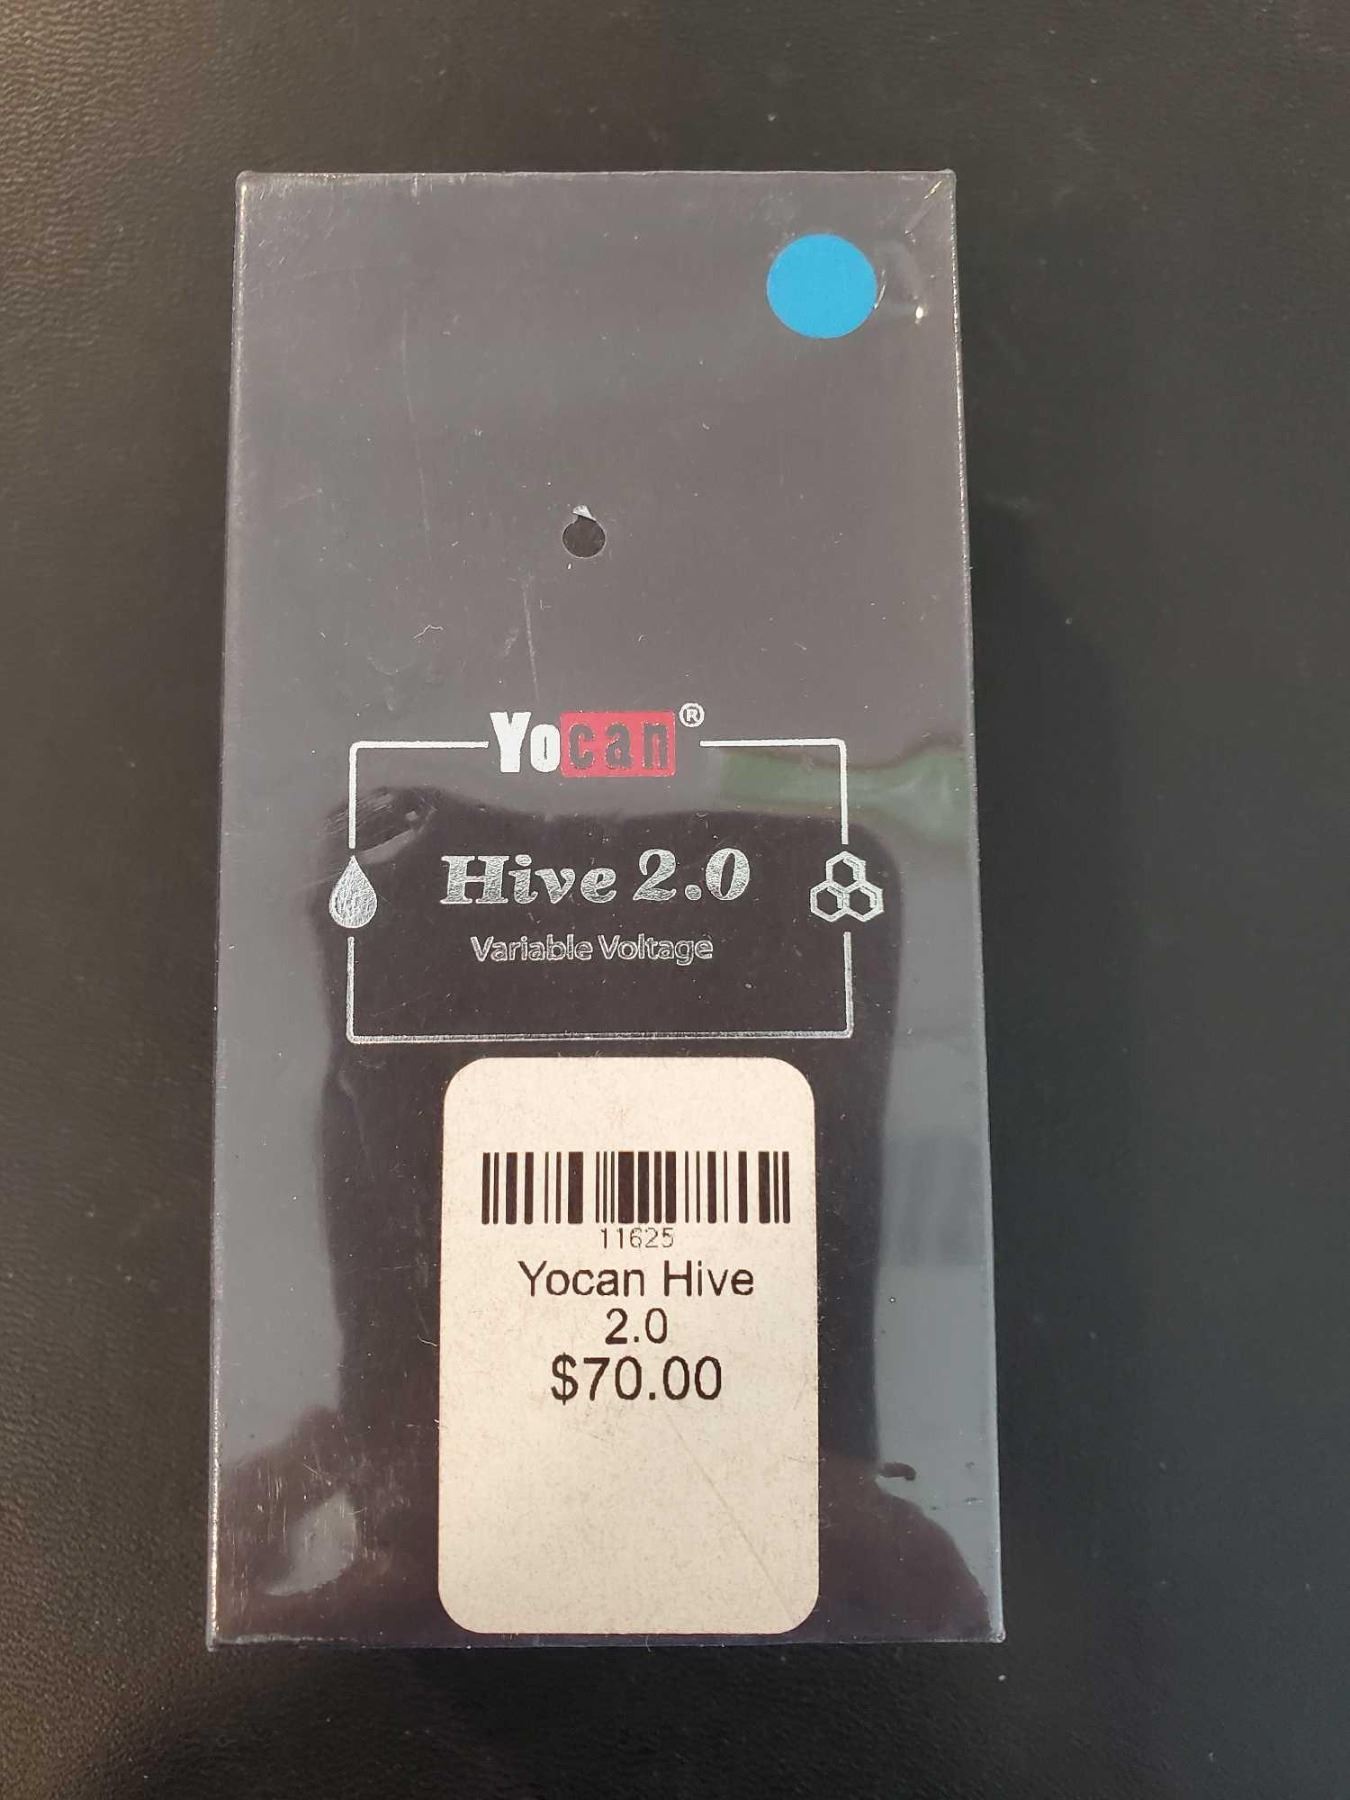 Yocan®
Hive 2.0
Variable Voltage
11625
Yocan Hive
2.0
$70.00